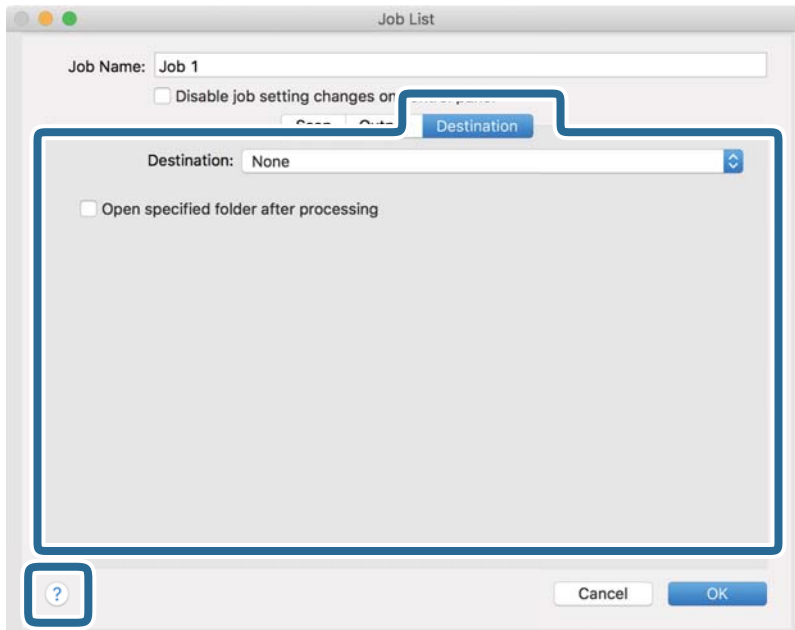 Job List
Job Name: Job 1
Disable job setting changes on
Destination
Destination: None
Open specified folder after processing
?
Cancel OK